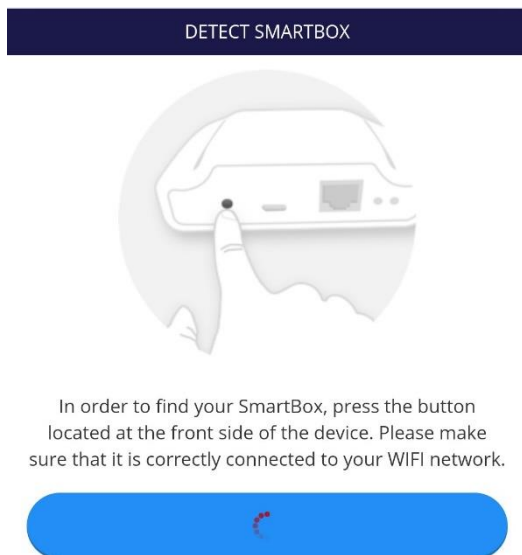 DETECT SMARTBOX
In order to find your SmartBox, press the button
located at the front side of the device. Please make
sure that it is correctly connected to your WIFI network.